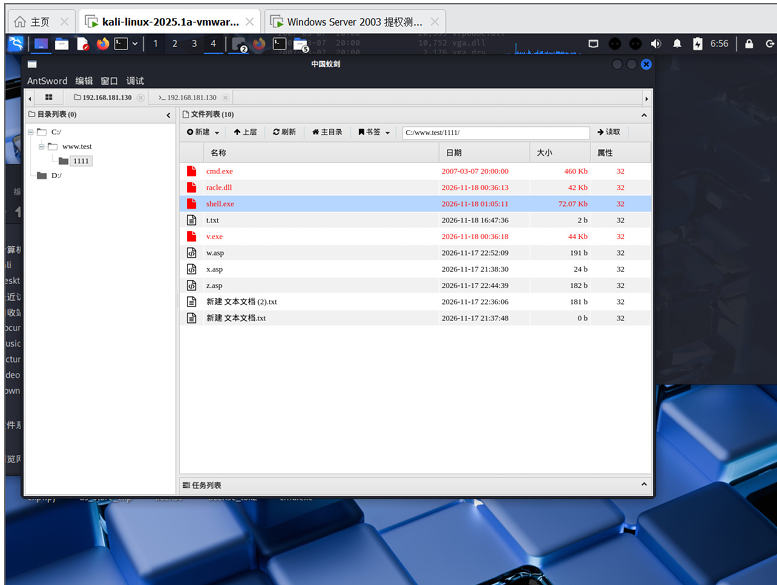 主页 kali-linux-2025.1a-vmwar... Windows Server 2003 提权测...
1 2 3 4 2 5 6:56
10,752 vga.dll
中国蚁剑
AntSword 编辑 窗口 调试
192.168.181.130 >_ 192.168.181.130
目录列表 (0)
C:/
www.test
1111
D:/
文件列表 (10)
新建 上层 刷新 主目录 书签 C:/www.test/1111/ 读取
名称 日期 大小 属性
cmd.exe 2007-03-07 20:00:00 460 Kb 32
racle.dll 2026-11-18 00:36:13 42 Kb 32
shell.exe 2026-11-18 01:05:11 72.07 Kb 32
t.txt 2026-11-18 16:47:36 2 b 32
v.exe 2026-11-18 00:36:18 44 Kb 32
w.asp 2026-11-17 22:52:09 191 b 32
x.asp 2026-11-17 21:38:30 24 b 32
z.asp 2026-11-17 22:44:39 182 b 32
新建 文本文档 (2).txt 2026-11-17 22:36:06 181 b 32
新建 文本文档.txt 2026-11-17 21:37:48 0 b 32
任务列表